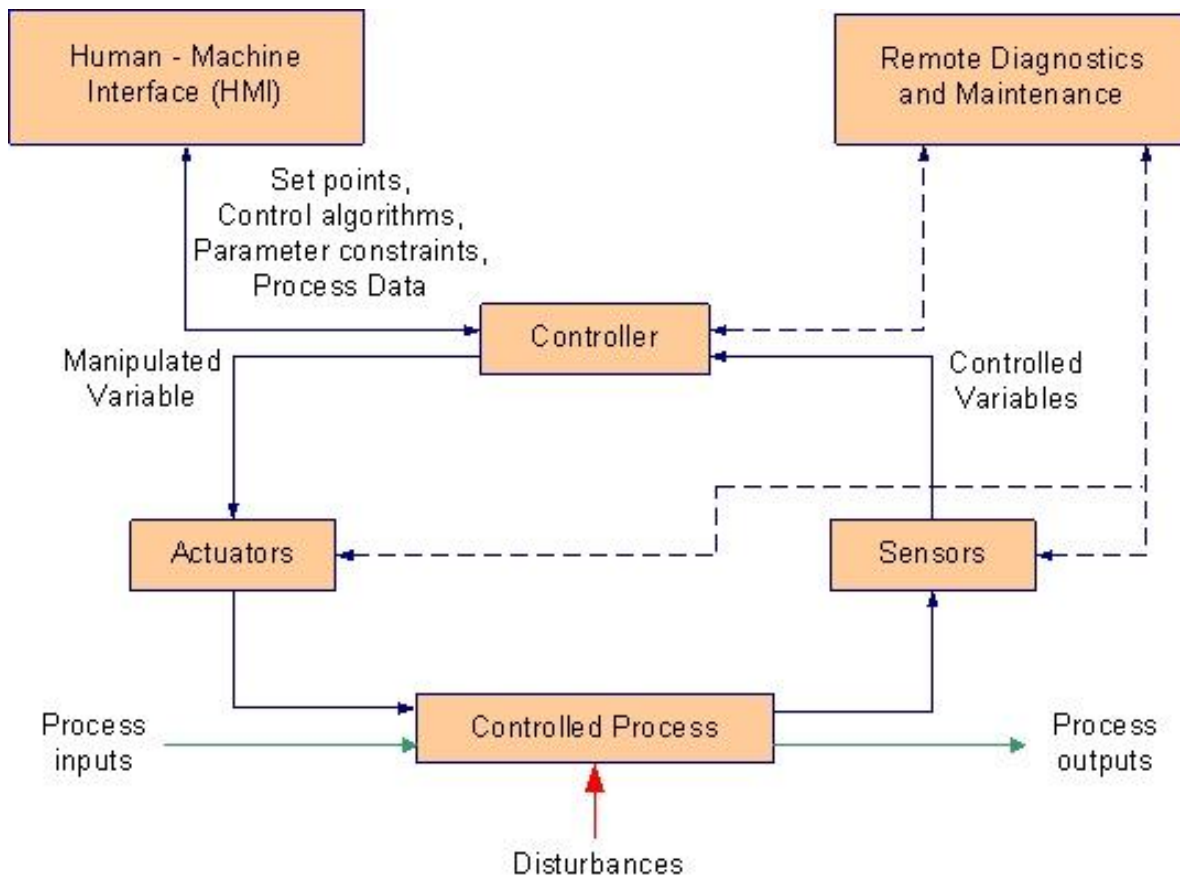 Human - Machine
Interface (HMI)
Remote Diagnostics
and Maintenance
Set points,
Control algorithms,
Parameter constraints,
Process Data
Controller
Manipulated
Variable
Controlled
Variables
Actuators
Sensors
Process
inputs
Controlled Process
Process
outputs
Disturbances